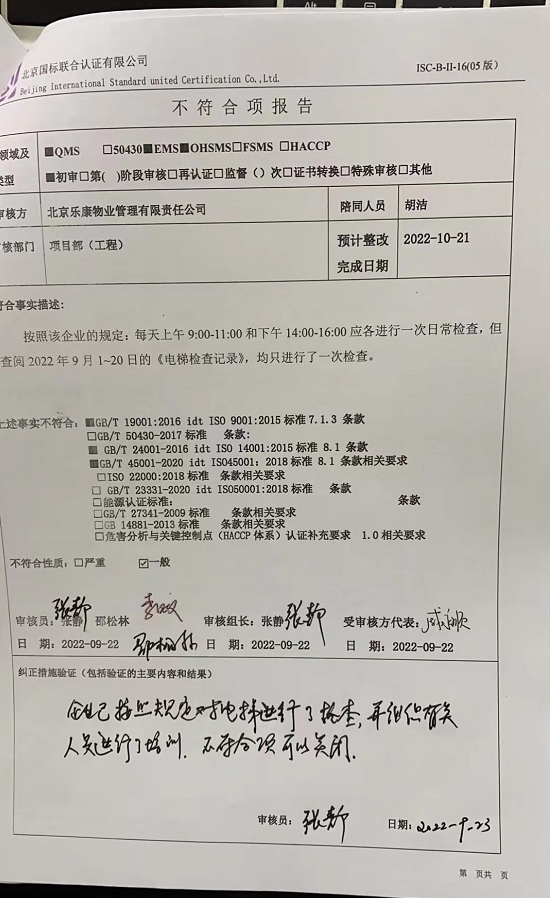 北京国标联合认证有限公司
Beijing International Standard united Certification Co.,Ltd.
ISC-B-II-16(05版)
不符合项报告
领域及 ■QMS □50430■EMS■OHSMS□FSMS □HACCP
类型 ■初审□第( )阶段审核□再认证□监督（）次□证书转换□特殊审核□其他
审核方 北京乐康物业管理有限责任公司 陪同人员 胡洁
核部门 项目部（工程） 预计整改 2022-10-21
完成日期
符合事实描述：
按照该企业的规定：每天上午 9:00-11:00 和下午 14:00-16:00 应各进行一次日常检查，但
查阅 2022 年 9 月 1~20 日的《电梯检查记录》，均只进行了一次检查。
上述事实不符合： ■GB/T 19001:2016 idt ISO 9001:2015 标准 7.1.3 条款
□GB/T 50430-2017 标准 条款:
■ GB/T 24001-2016 idt ISO 14001:2015 标准 8.1 条款
■GB/T 45001-2020 idt ISO45001：2018 标准 8.1 条款相关要求
□ISO 22000:2018 标准 条款相关要求
□ GB/T 23331-2020 idt ISO50001:2018 标准 条款
□能源认证标准： 条款
□GB/T 27341-2009 标准 条款相关要求
□GB 14881-2013 标准 条款相关要求
□危害分析与关键控制点（HACCP 体系）认证补充要求 1.0 相关要求
不符合性质：□严重 ☑一般
审核员：张静 邵松林 审核组长：张静 张静 受审核方代表：
日 期：2022-09-22 邵松林 日 期：2022-09-22 日 期：2022-09-22
纠正措施验证（包括验证的主要内容和结果）
企业已按照规定对电梯进行了检查，并组织有关
人员进行了培训．不符合项可以关闭．
审核员： 张静 日期：2022-9-23
第 页共 页